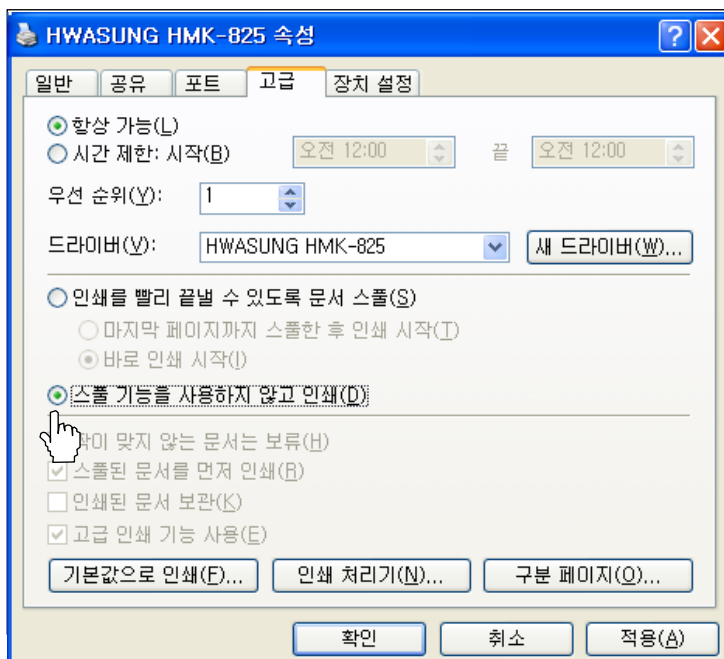 HWASUNG HMK-825 속성
일반 공유 포트 고급 장치 설정
항상 가능(L)
시간 제한: 시작(B) 오전 12:00 끝 오전 12:00
우선 순위(Y): 1
드라이버(V): HWASUNG HMK-825 새 드라이버(W)...
인쇄를 빨리 끝낼 수 있도록 문서 스풀(S)
마지막 페이지까지 스풀한 후 인쇄 시작(T)
바로 인쇄 시작(I)
스풀 기능을 사용하지 않고 인쇄(D)
맞지 않는 문서는 보류(H)
스풀된 문서를 먼저 인쇄(R)
인쇄된 문서 보관(K)
고급 인쇄 기능 사용(E)
기본값으로 인쇄(F)... 인쇄 처리기(N)... 구분 페이지(O)...
확인 취소 적용(A)